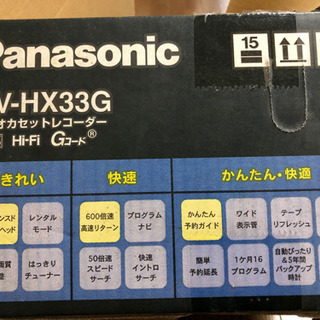 Panasonic
V-HX33G
オカセットレコーダー
Hi-Fi Gコード®
15
きれい
快速
かんたん・快適
レンタル
モード
600倍速
高速リターン
プログラム
ナビ
かんたん
予約ガイド
ワイド
表示管
テープ
リフレッシュ
はっきり
チューナー
50倍速
スピード
サーチ
快速
イントロ
サーチ
簡単
予約延長
1ケ月16
プログラム
自動ぴったり
&5年間
バックアップ
時計